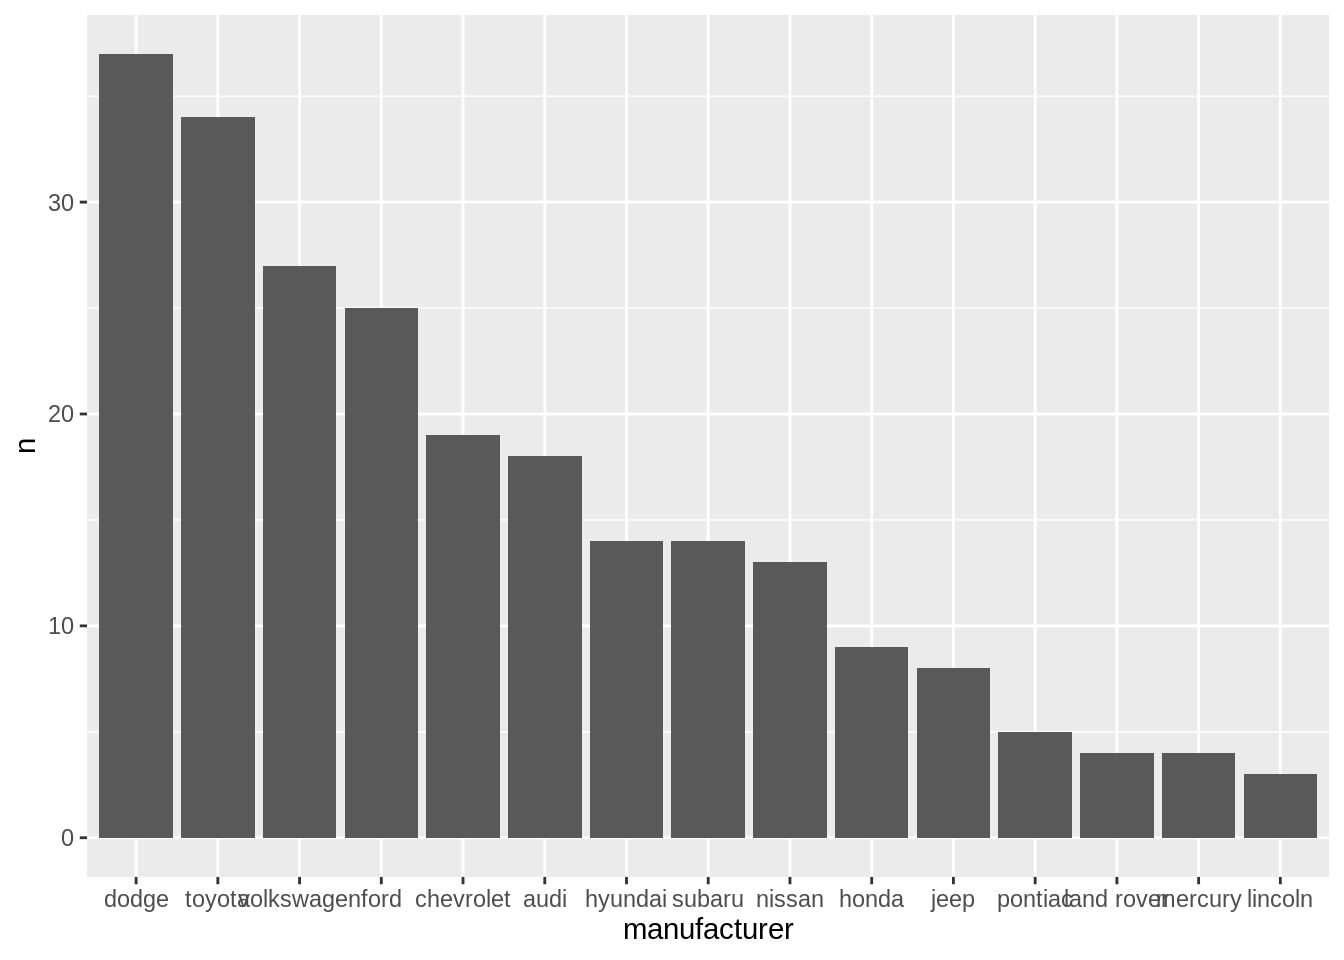 30
20
n
10
0
dodge toyota volkswagen ford chevrolet audi hyundai subaru nissan honda jeep pontiac land rover mercury lincoln
manufacturer